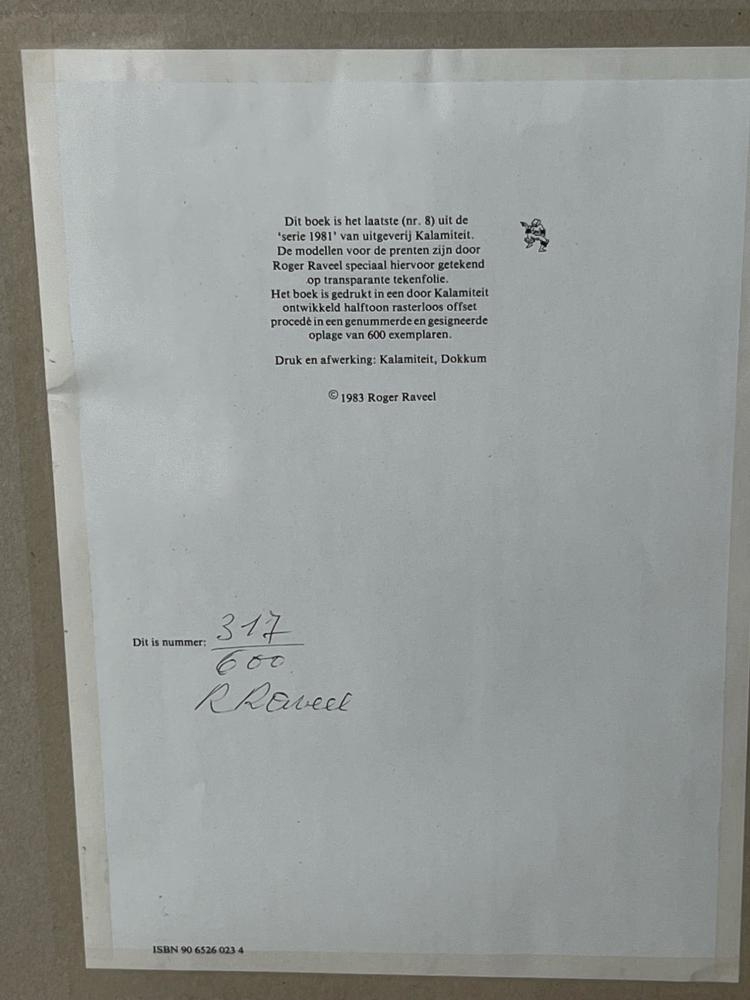 Dit boek is het laatste (nr. 8) uit de
‘serie 1981’ van uitgeverij Kalamiteit.
De modellen voor de prenten zijn door
Roger Raveel speciaal hiervoor getekend
op transparante tekenfolie.
Het boek is gedrukt in een door Kalamiteit
ontwikkeld halftoon rasterloos offset
procedé in een genummerde en gesigneerde
oplage van 600 exemplaren.
Druk en afwerking: Kalamiteit, Dokkum
© 1983 Roger Raveel
Dit is nummer: 317
600
R Raveel
ISBN 90 6526 023 4